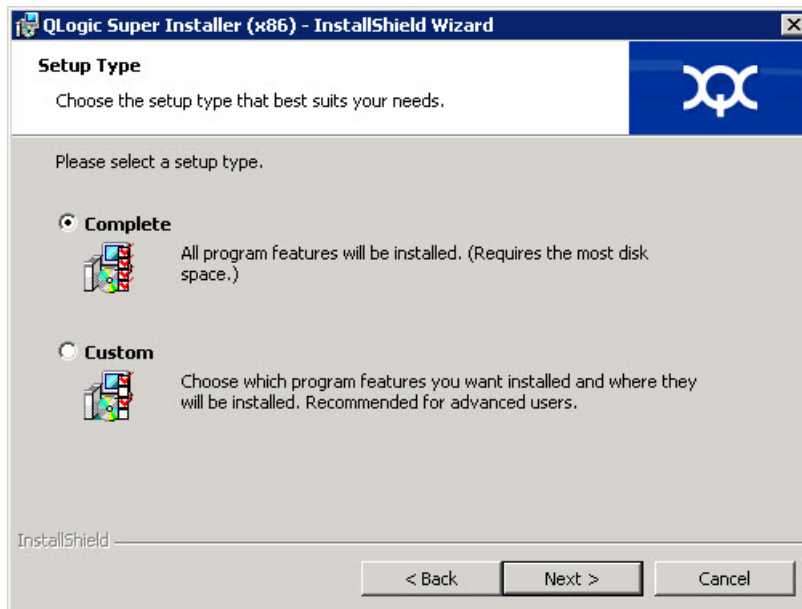 QLogic Super Installer (x86) - InstallShield Wizard
Setup Type
Choose the setup type that best suits your needs.
Please select a setup type.
Complete
All program features will be installed. (Requires the most disk
space.)
Custom
Choose which program features you want installed and where they
will be installed. Recommended for advanced users.
InstallShield
< Back
Next >
Cancel